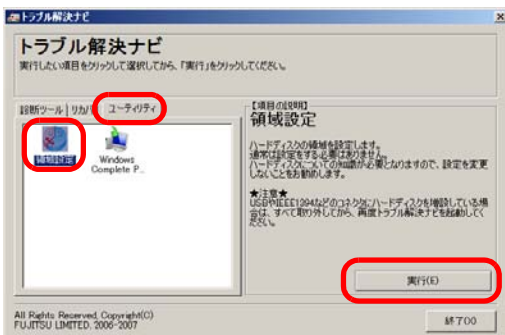 トラブル解決ナビ
トラブル解決ナビ
実行したい項目をクリックして選択してから、「実行」をクリックしてください。
診断ツール
リカバ
ユーティリティ
領域設定
Windows
Complete P...
【項目の説明】
領域設定
ハードディスクの領域を設定します。
通常は設定をする必要はありません。
ハードディスクについての知識が必要となりますので、設定を変更
しないことをお勧めします。
★注意★
USBやIEEE1394などのコネクタにハードディスクを増設している場
合は、すべて取り外してから、再度トラブル解決ナビを起動してく
ださい。
実行(E)
All Rights Reserved, Copyright(C)
FUJITSU LIMITED. 2006-2007
終了(X)